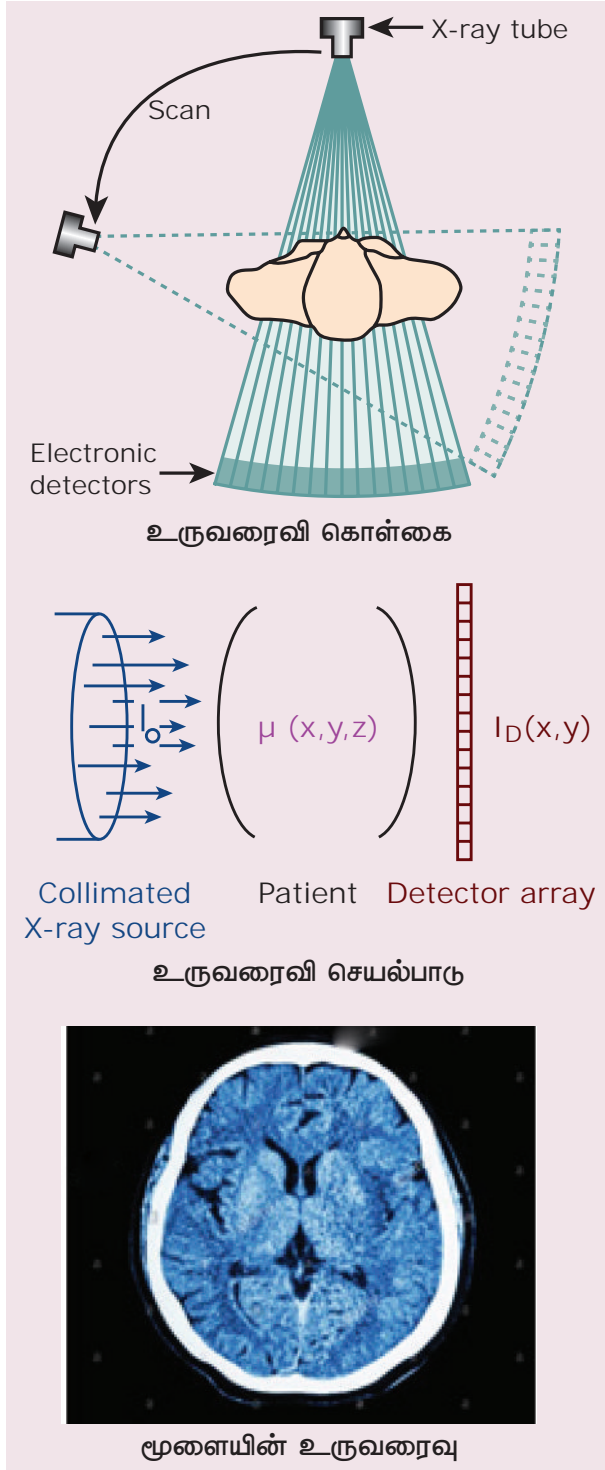 X-ray tube
Scan
Electronic
detectors
உருவரைவி கொள்கை
I₀
μ (x,y,z)
I_D(x,y)
Collimated
X-ray source
Patient
Detector array
உருவரைவி செயல்பாடு
மூளையின் உருவரைவு